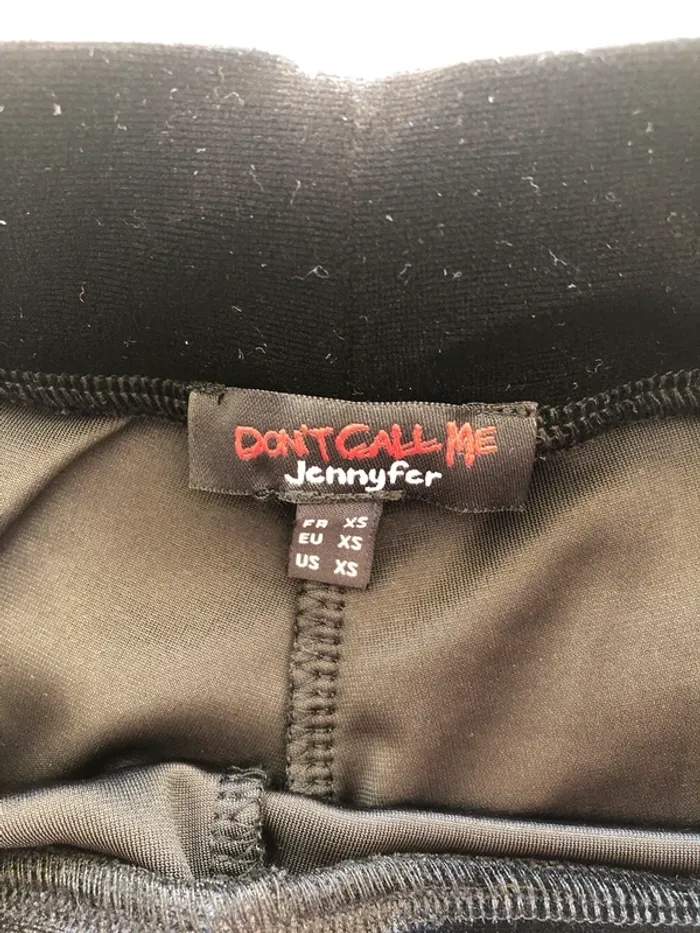 DON'T CALL ME
Jennyfer
FR XS
EU XS
US XS